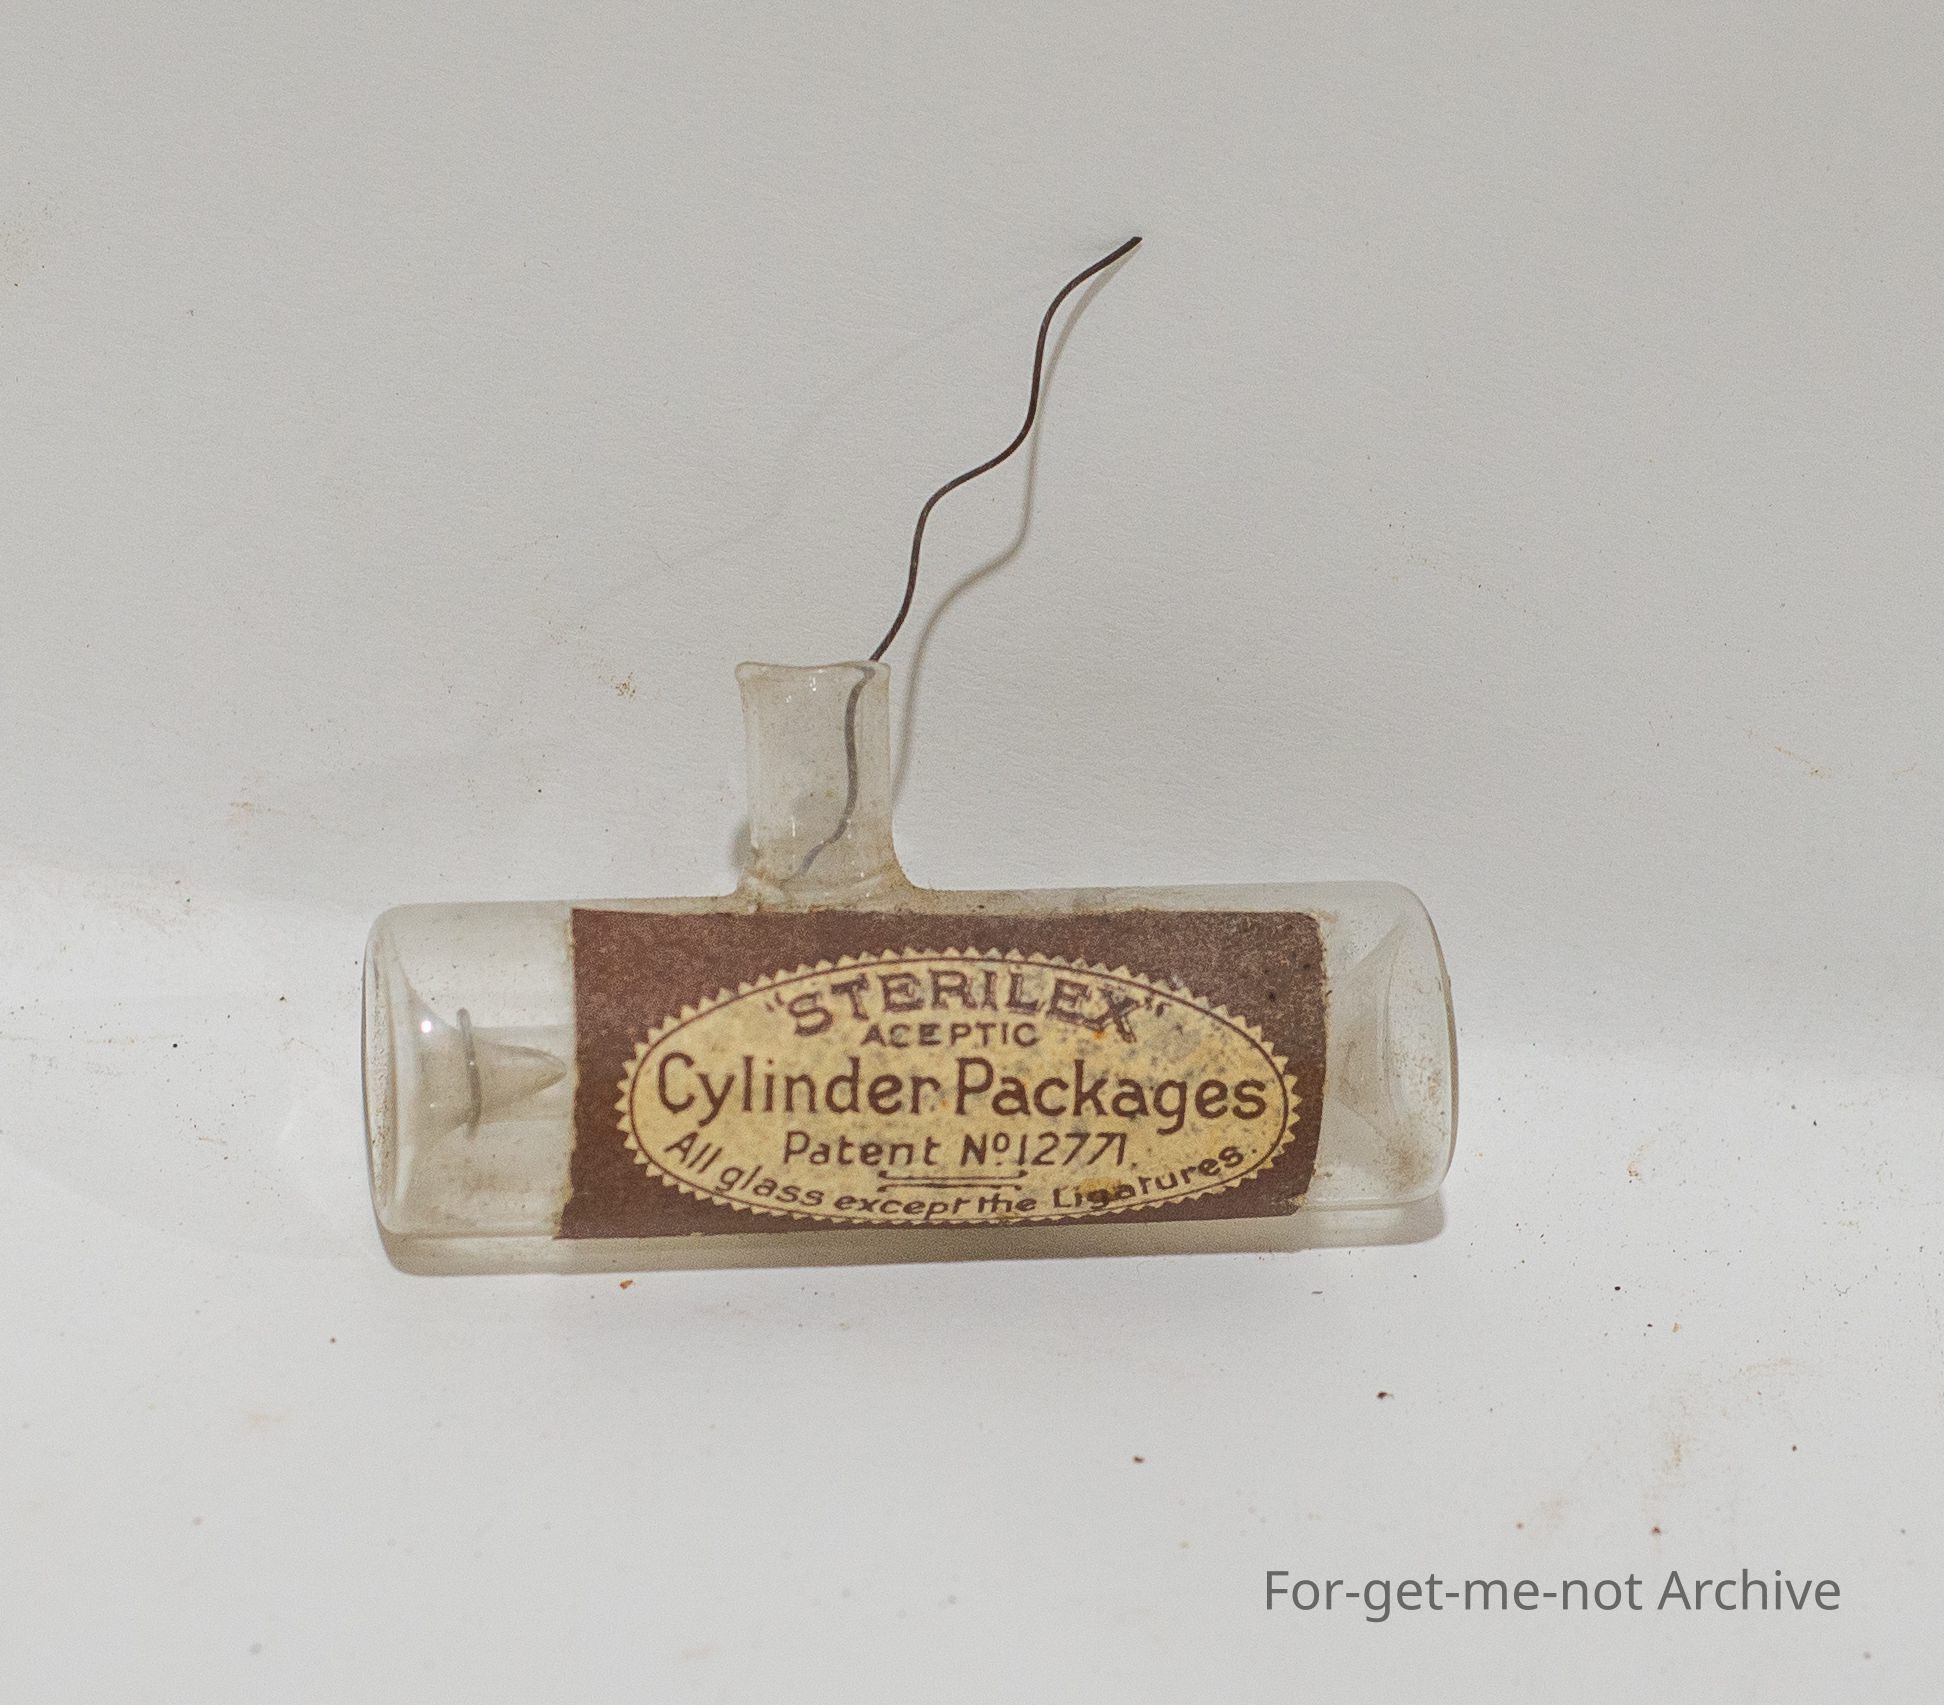 "STERILEX"
ACEPTIC
Cylinder Packages
Patent Nº 12771.
All glass except the Ligatures.
For-get-me-not Archive